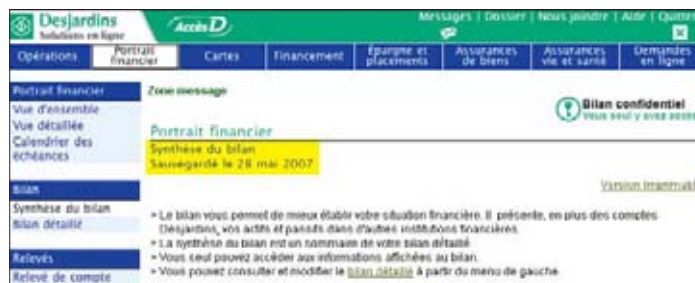 Desjardins
Solutions en ligne
AccèsD
Messages | Dossier | Nous joindre | Aide | Quitter
Opérations
Portrait financier
Cartes
Financement
Épargne et placements
Assurances de biens
Assurances vie et santé
Demandes en ligne
Portrait financier
Vue d'ensemble
Vue détaillée
Calendrier des
échéances
Bilan
Synthèse du bilan
Bilan détaillé
Relevés
Relevé de compte
Zone message
Bilan confidentiel
Vous seul y avez accès
Portrait financier
Synthèse du bilan
Sauvegardé le 28 mai 2007
Version imprimabl
» Le bilan vous permet de mieux établir votre situation financière. Il présente, en plus des comptes
Desjardins, vos actifs et passifs dans d'autres institutions financières.
» La synthèse du bilan est un sommaire de votre bilan détaillé.
» Vous seul pouvez accéder aux informations affichées au bilan.
» Vous pouvez consulter et modifier le bilan détaillé à partir du menu de gauche.